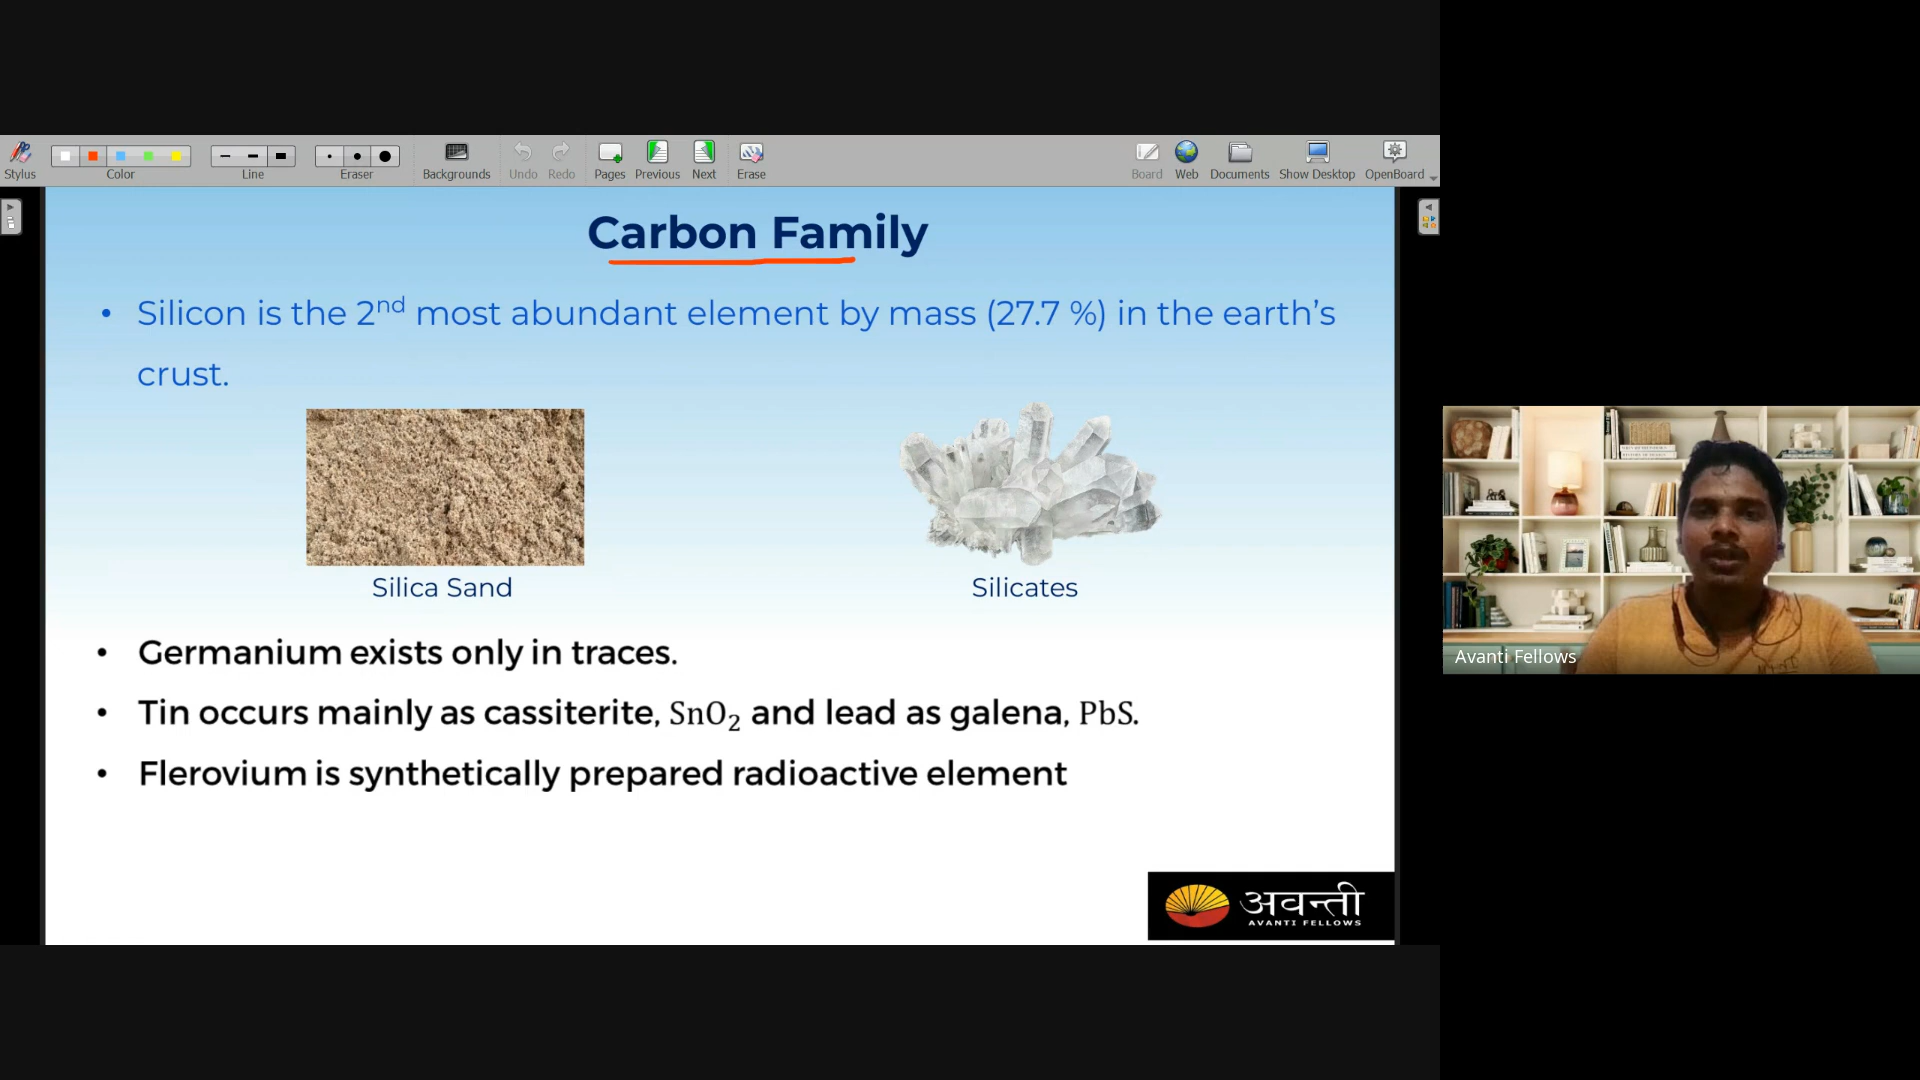 Stylus
Color
Line
Eraser
Backgrounds
Undo
Redo
Pages
Previous
Next
Erase
Board
Web
Documents
Show Desktop
OpenBoard
Carbon Family
• Silicon is the 2nd most abundant element by mass (27.7 %) in the earth’s
crust.
Silica Sand
Silicates
• Germanium exists only in traces.
• Tin occurs mainly as cassiterite, SnO₂ and lead as galena, PbS.
• Flerovium is synthetically prepared radioactive element
अवन्ती
AVANTI FELLOWS
Avanti Fellows